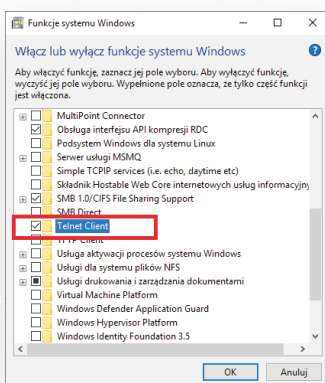 Funkcje systemu Windows
Włącz lub wyłącz funkcje systemu Windows
Aby włączyć funkcję, zaznacz jej pole wyboru. Aby wyłączyć funkcję,
wyczyść jej pole wyboru. Wypełnione pole oznacza, że tylko część funkcji
jest włączona.
MultiPoint Connector
Obsługa interfejsu API kompresji RDC
Podsystem Windows dla systemu Linux
Serwer usługi MSMQ
Simple TCPIP services (i.e. echo, daytime etc)
Składnik Hostable Web Core internetowych usług informacyjny
SMB 1.0/CIFS File Sharing Support
SMB Direct
Telnet Client
TFTP Client
Usługa aktywacji procesów systemu Windows
Usługi dla systemu plików NFS
Usługi drukowania i zarządzania dokumentami
Virtual Machine Platform
Windows Defender Application Guard
Windows Hypervisor Platform
Windows Identity Foundation 3.5
OK Anuluj